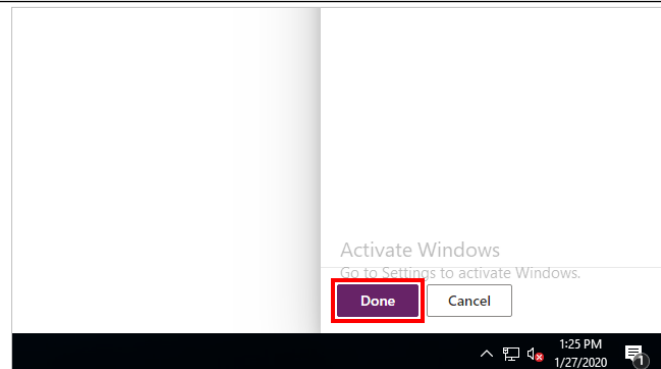 Activate Windows
Go to Settings to activate Windows.
Done Cancel
1:25 PM
1/27/2020
1